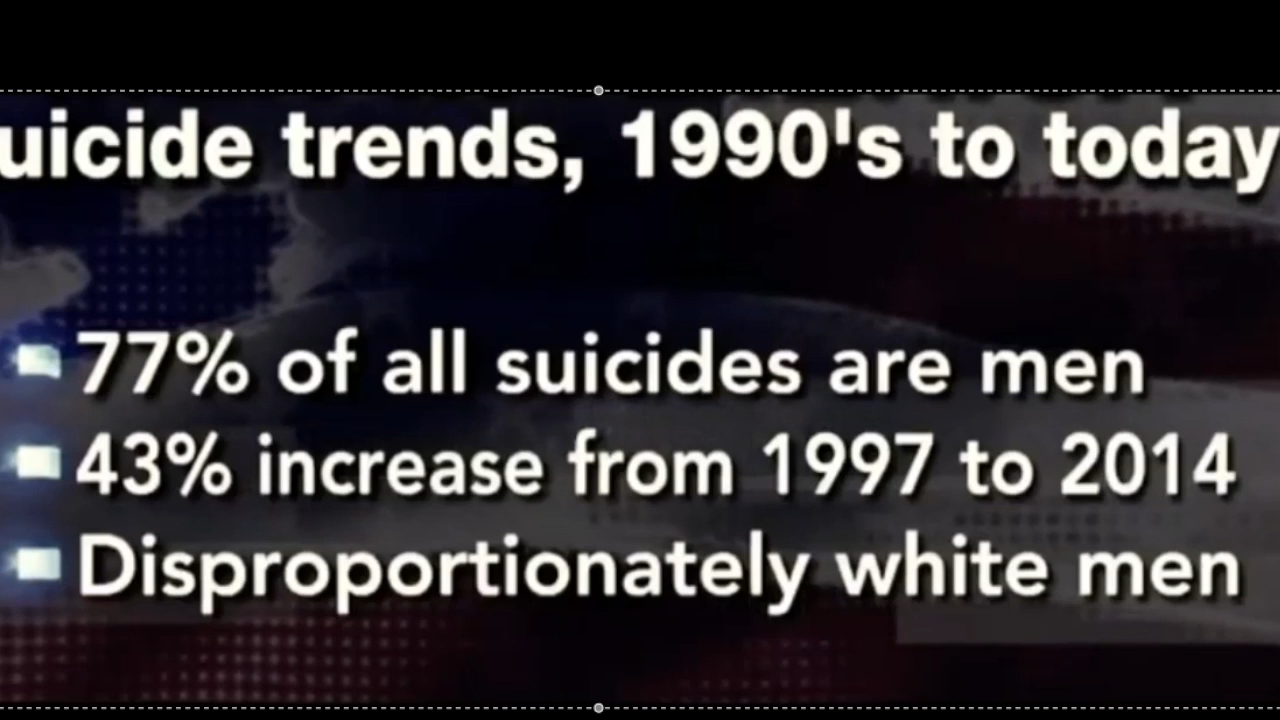 uicide trends, 1990's to today
77% of all suicides are men
43% increase from 1997 to 2014
Disproportionately white men